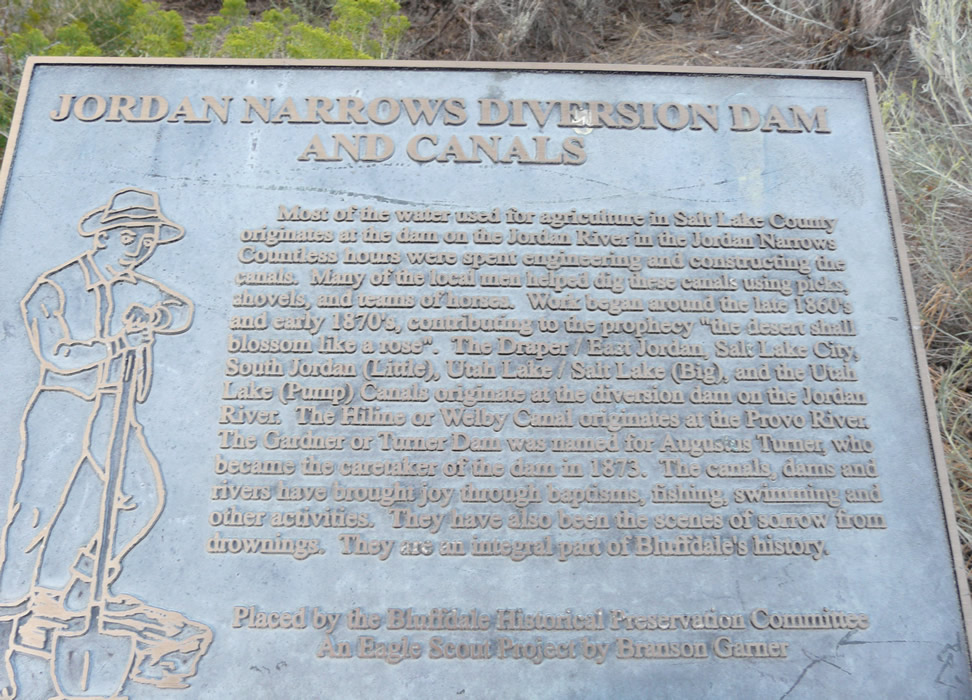 JORDAN NARROWS DIVERSION DAM
AND CANALS
Most of the water used for agriculture in Salt Lake County
originates at the dam on the Jordan River in the Jordan Narrows
Countless hours were spent engineering and constructing the
canals. Many of the local men helped dig these canals using picks,
shovels, and teams of horses. Work began around the late 1860's
and early 1870's, contributing to the prophecy "the desert shall
blossom like a rose". The Draper / East Jordan, Salt Lake City,
South Jordan (Little), Utah Lake / Salt Lake (Big), and the Utah
Lake (Pump) Canals originate at the diversion dam on the Jordan
River. The Hiline or Welby Canal originates at the Provo River.
The Gardner or Turner Dam was named for Augustus Turner, who
became the caretaker of the dam in 1873. The canals, dams and
rivers have brought joy through baptisms, fishing, swimming and
other activities. They have also been the scenes of sorrow from
drownings. They are an integral part of Bluffdale's history.
Placed by the Bluffdale Historical Preservation Committee
An Eagle Scout Project by Branson Garner